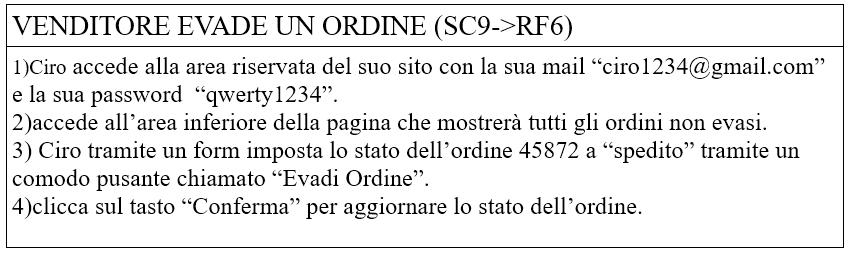 VENDITORE EVADE UN ORDINE (SC9->RF6)
1)Ciro accede alla area riservata del suo sito con la sua mail “ciro1234@gmail.com”
e la sua password “qwerty1234”.
2)accede all’area inferiore della pagina che mostrerà tutti gli ordini non evasi.
3) Ciro tramite un form imposta lo stato dell’ordine 45872 a “spedito” tramite un
comodo pusante chiamato “Evadi Ordine”.
4)clicca sul tasto “Conferma” per aggiornare lo stato dell’ordine.